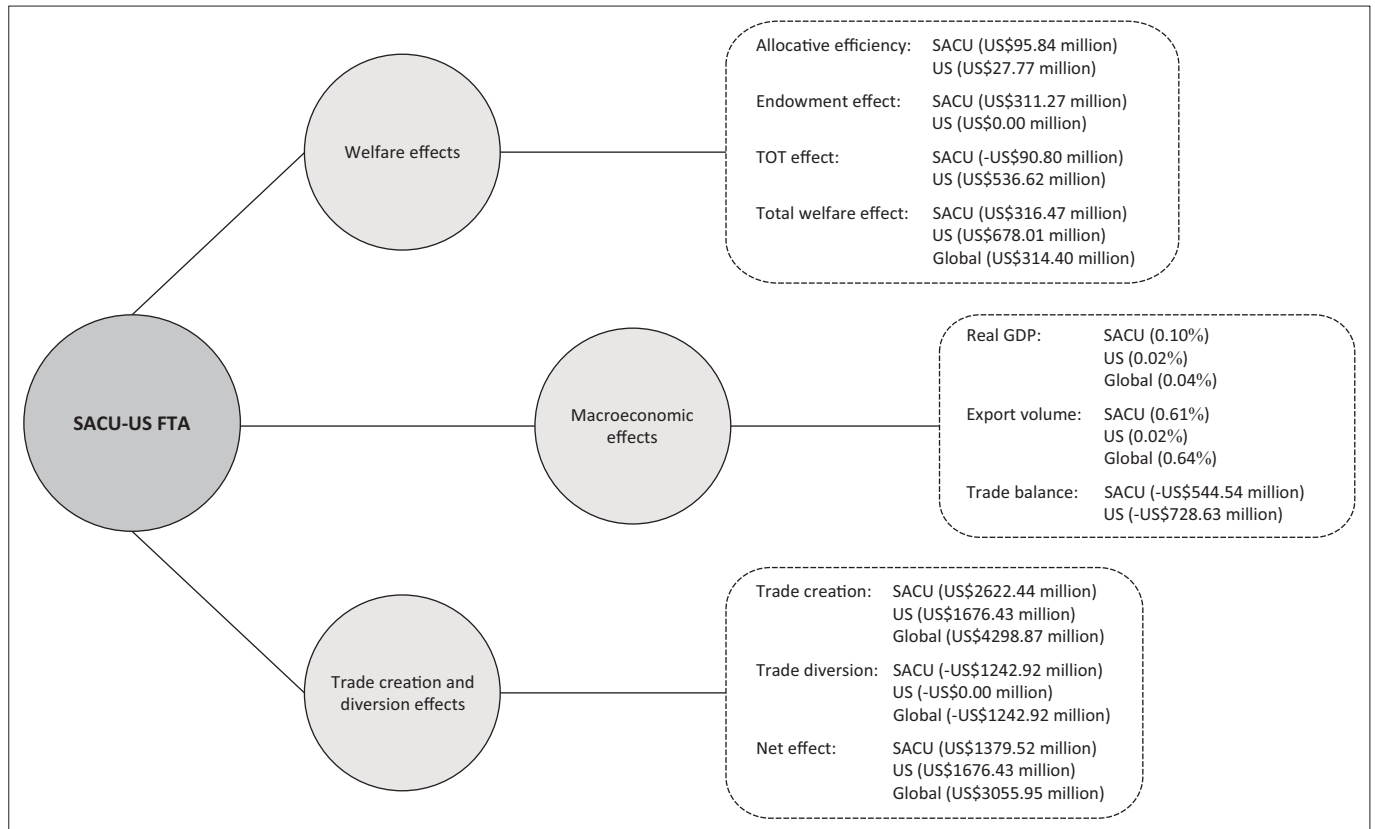 SACU-US FTA
Welfare effects
Allocative efficiency: SACU (US$95.84 million)
US (US$27.77 million)
Endowment effect: SACU (US$311.27 million)
US (US$0.00 million)
TOT effect: SACU (-US$90.80 million)
US (US$536.62 million)
Total welfare effect: SACU (US$316.47 million)
US (US$678.01 million)
Global (US$314.40 million)
Macroeconomic
effects
Real GDP: SACU (0.10%)
US (0.02%)
Global (0.04%)
Export volume: SACU (0.61%)
US (0.02%)
Global (0.64%)
Trade balance: SACU (-US$544.54 million)
US (-US$728.63 million)
Trade creation and
diversion effects
Trade creation: SACU (US$2622.44 million)
US (US$1676.43 million)
Global (US$4298.87 million)
Trade diversion: SACU (-US$1242.92 million)
US (-US$0.00 million)
Global (-US$1242.92 million)
Net effect: SACU (US$1379.52 million)
US (US$1676.43 million)
Global (US$3055.95 million)